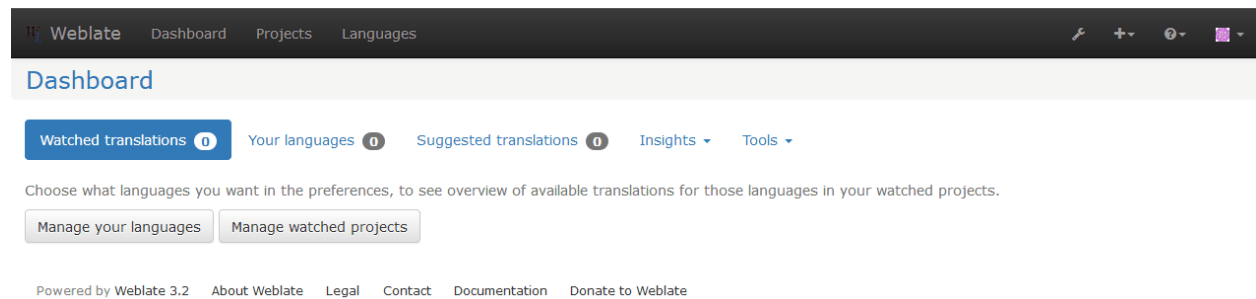 Weblate Dashboard Projects Languages
Dashboard
Watched translations 0 Your languages 0 Suggested translations 0 Insights Tools
Choose what languages you want in the preferences, to see overview of available translations for those languages in your watched projects.
Manage your languages Manage watched projects
Powered by Weblate 3.2 About Weblate Legal Contact Documentation Donate to Weblate